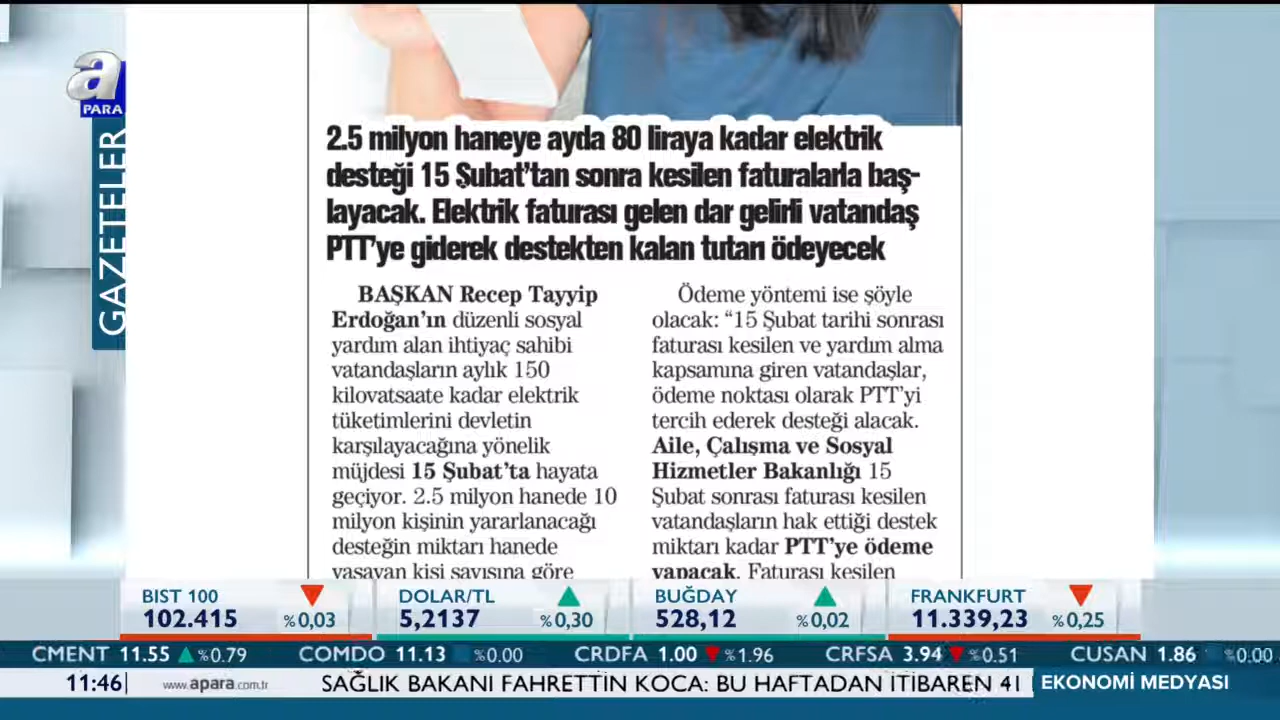 a
PARA
GAZETELER
2.5 milyon haneye ayda 80 liraya kadar elektrik
desteği 15 Şubat'tan sonra kesilen faturalarla baş-
layacak. Elektrik faturası gelen dar gelirli vatandaş
PTT'ye giderek destekten kalan tutarı ödeyecek
BAŞKAN Recep Tayyip
Erdoğan'ın düzenli sosyal
yardım alan ihtiyaç sahibi
vatandaşların aylık 150
kilovatsaate kadar elektrik
tüketimlerini devletin
karşılayacağına yönelik
müjdesi 15 Şubat'ta hayata
geçiyor. 2.5 milyon hanede 10
milyon kişinin yararlanacağı
desteğin miktarı hanede
yaşayan kişi sayısına göre
Ödeme yöntemi ise şöyle
olacak: “15 Şubat tarihi sonrası
faturası kesilen ve yardım alma
kapsamına giren vatandaşlar,
ödeme noktası olarak PTT'yi
tercih ederek desteği alacak.
Aile, Çalışma ve Sosyal
Hizmetler Bakanlığı 15
Şubat sonrası faturası kesilen
vatandaşların hak ettiği destek
miktarı kadar PTT'ye ödeme
yapacak. Faturası kesilen
BIST 100
102.415 %0,03
DOLAR/TL
5,2137 %0,30
BUĞDAY
528,12 %0,02
FRANKFURT
11.339,23 %0,25
CMENT 11.55 %0.79 COMDO 11.13 %0.00 CRDFA 1.00 %1.96 CRFSA 3.94 %0.51 CUSAN 1.86 %0.00
11:46 www.apara.com.tr SAĞLIK BAKANI FAHRETTİN KOCA: BU HAFTADAN İTİBAREN 41 EKONOMİ MEDYASI